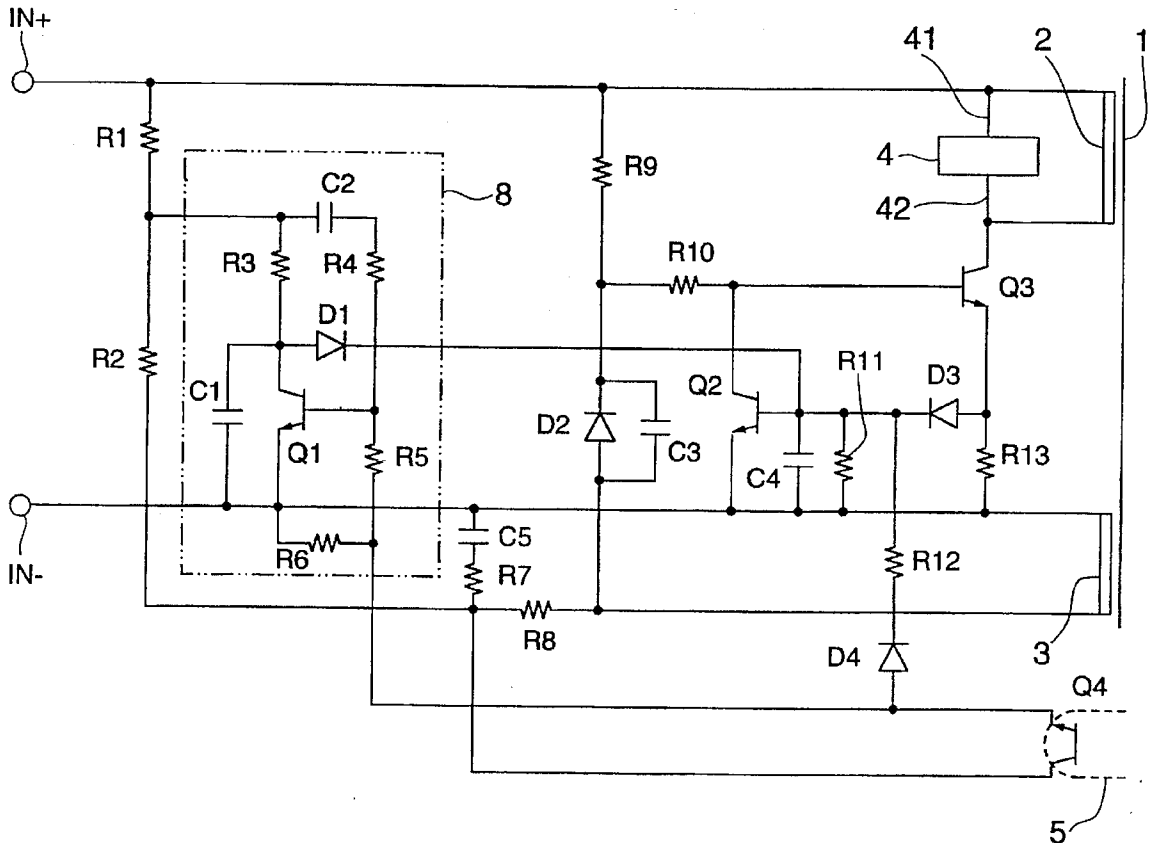 IN+
41
2
1
R1
C2
8
R9
4
42
R3
R4
R10
Q3
D1
R2
C1
Q2
R11
D3
Q1
R5
D2
C3
C4
R13
C5
R6
R7
R12
IN-
R8
D4
3
Q4
5